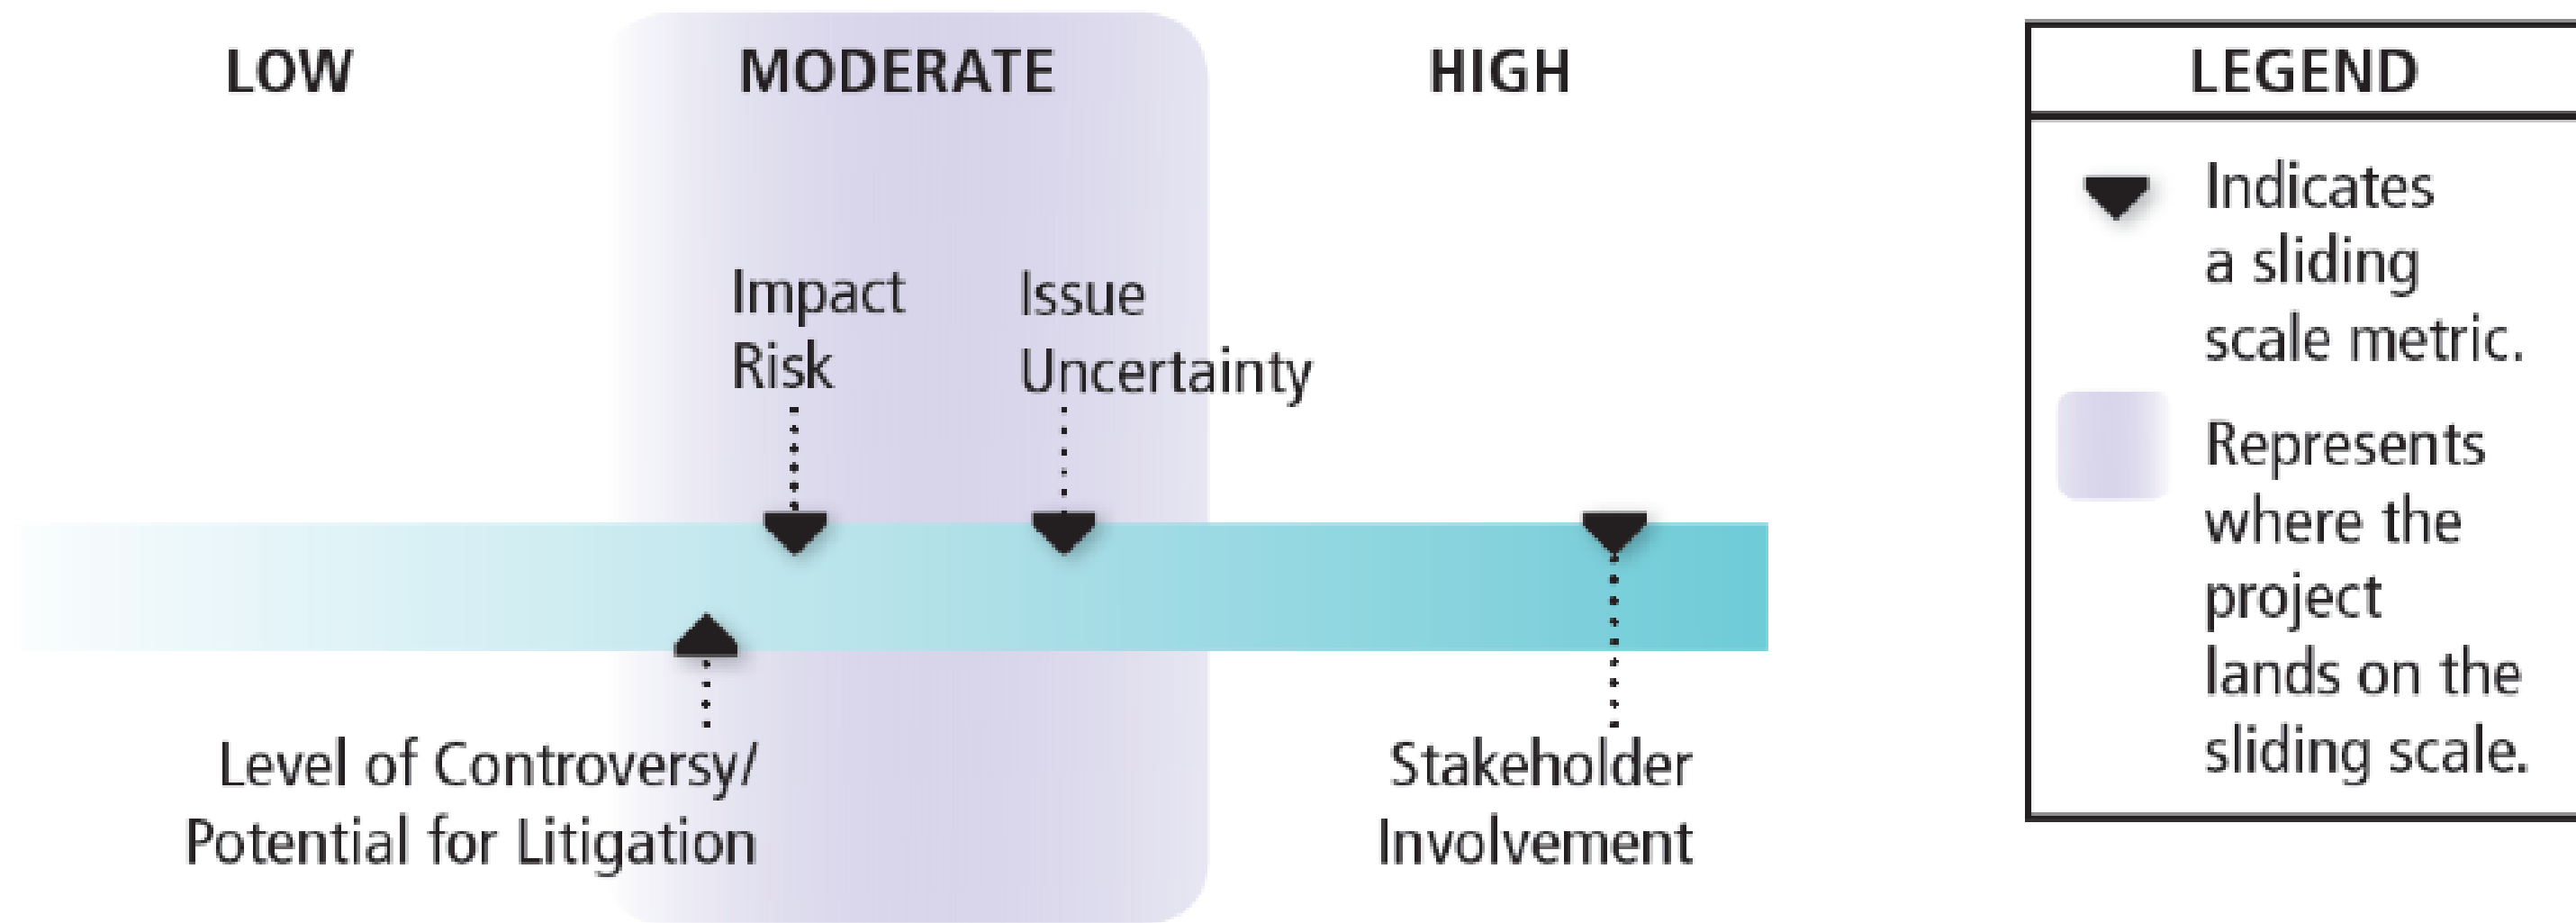 LOW
MODERATE
HIGH
Impact
Risk
Issue
Uncertainty
Level of Controversy/
Potential for Litigation
Stakeholder
Involvement
LEGEND
Indicates
a sliding
scale metric.
Represents
where the
project
lands on the
sliding scale.